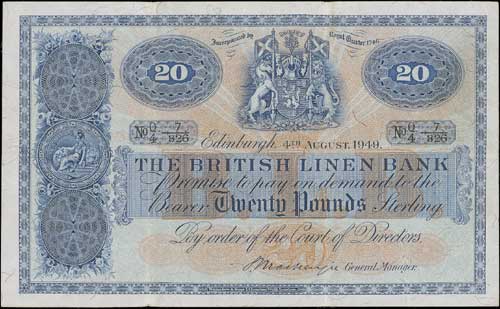 Incorporated by Royal Charter 1746
20 20
No Q/4 7/826 No Q/4 7/826
Edinburgh, 4TH AUGUST, 1949.
THE BRITISH LINEN BANK
Promise to pay on demand to the
Bearer Twenty Pounds Sterling
By order of the Court of Directors.
General Manager.